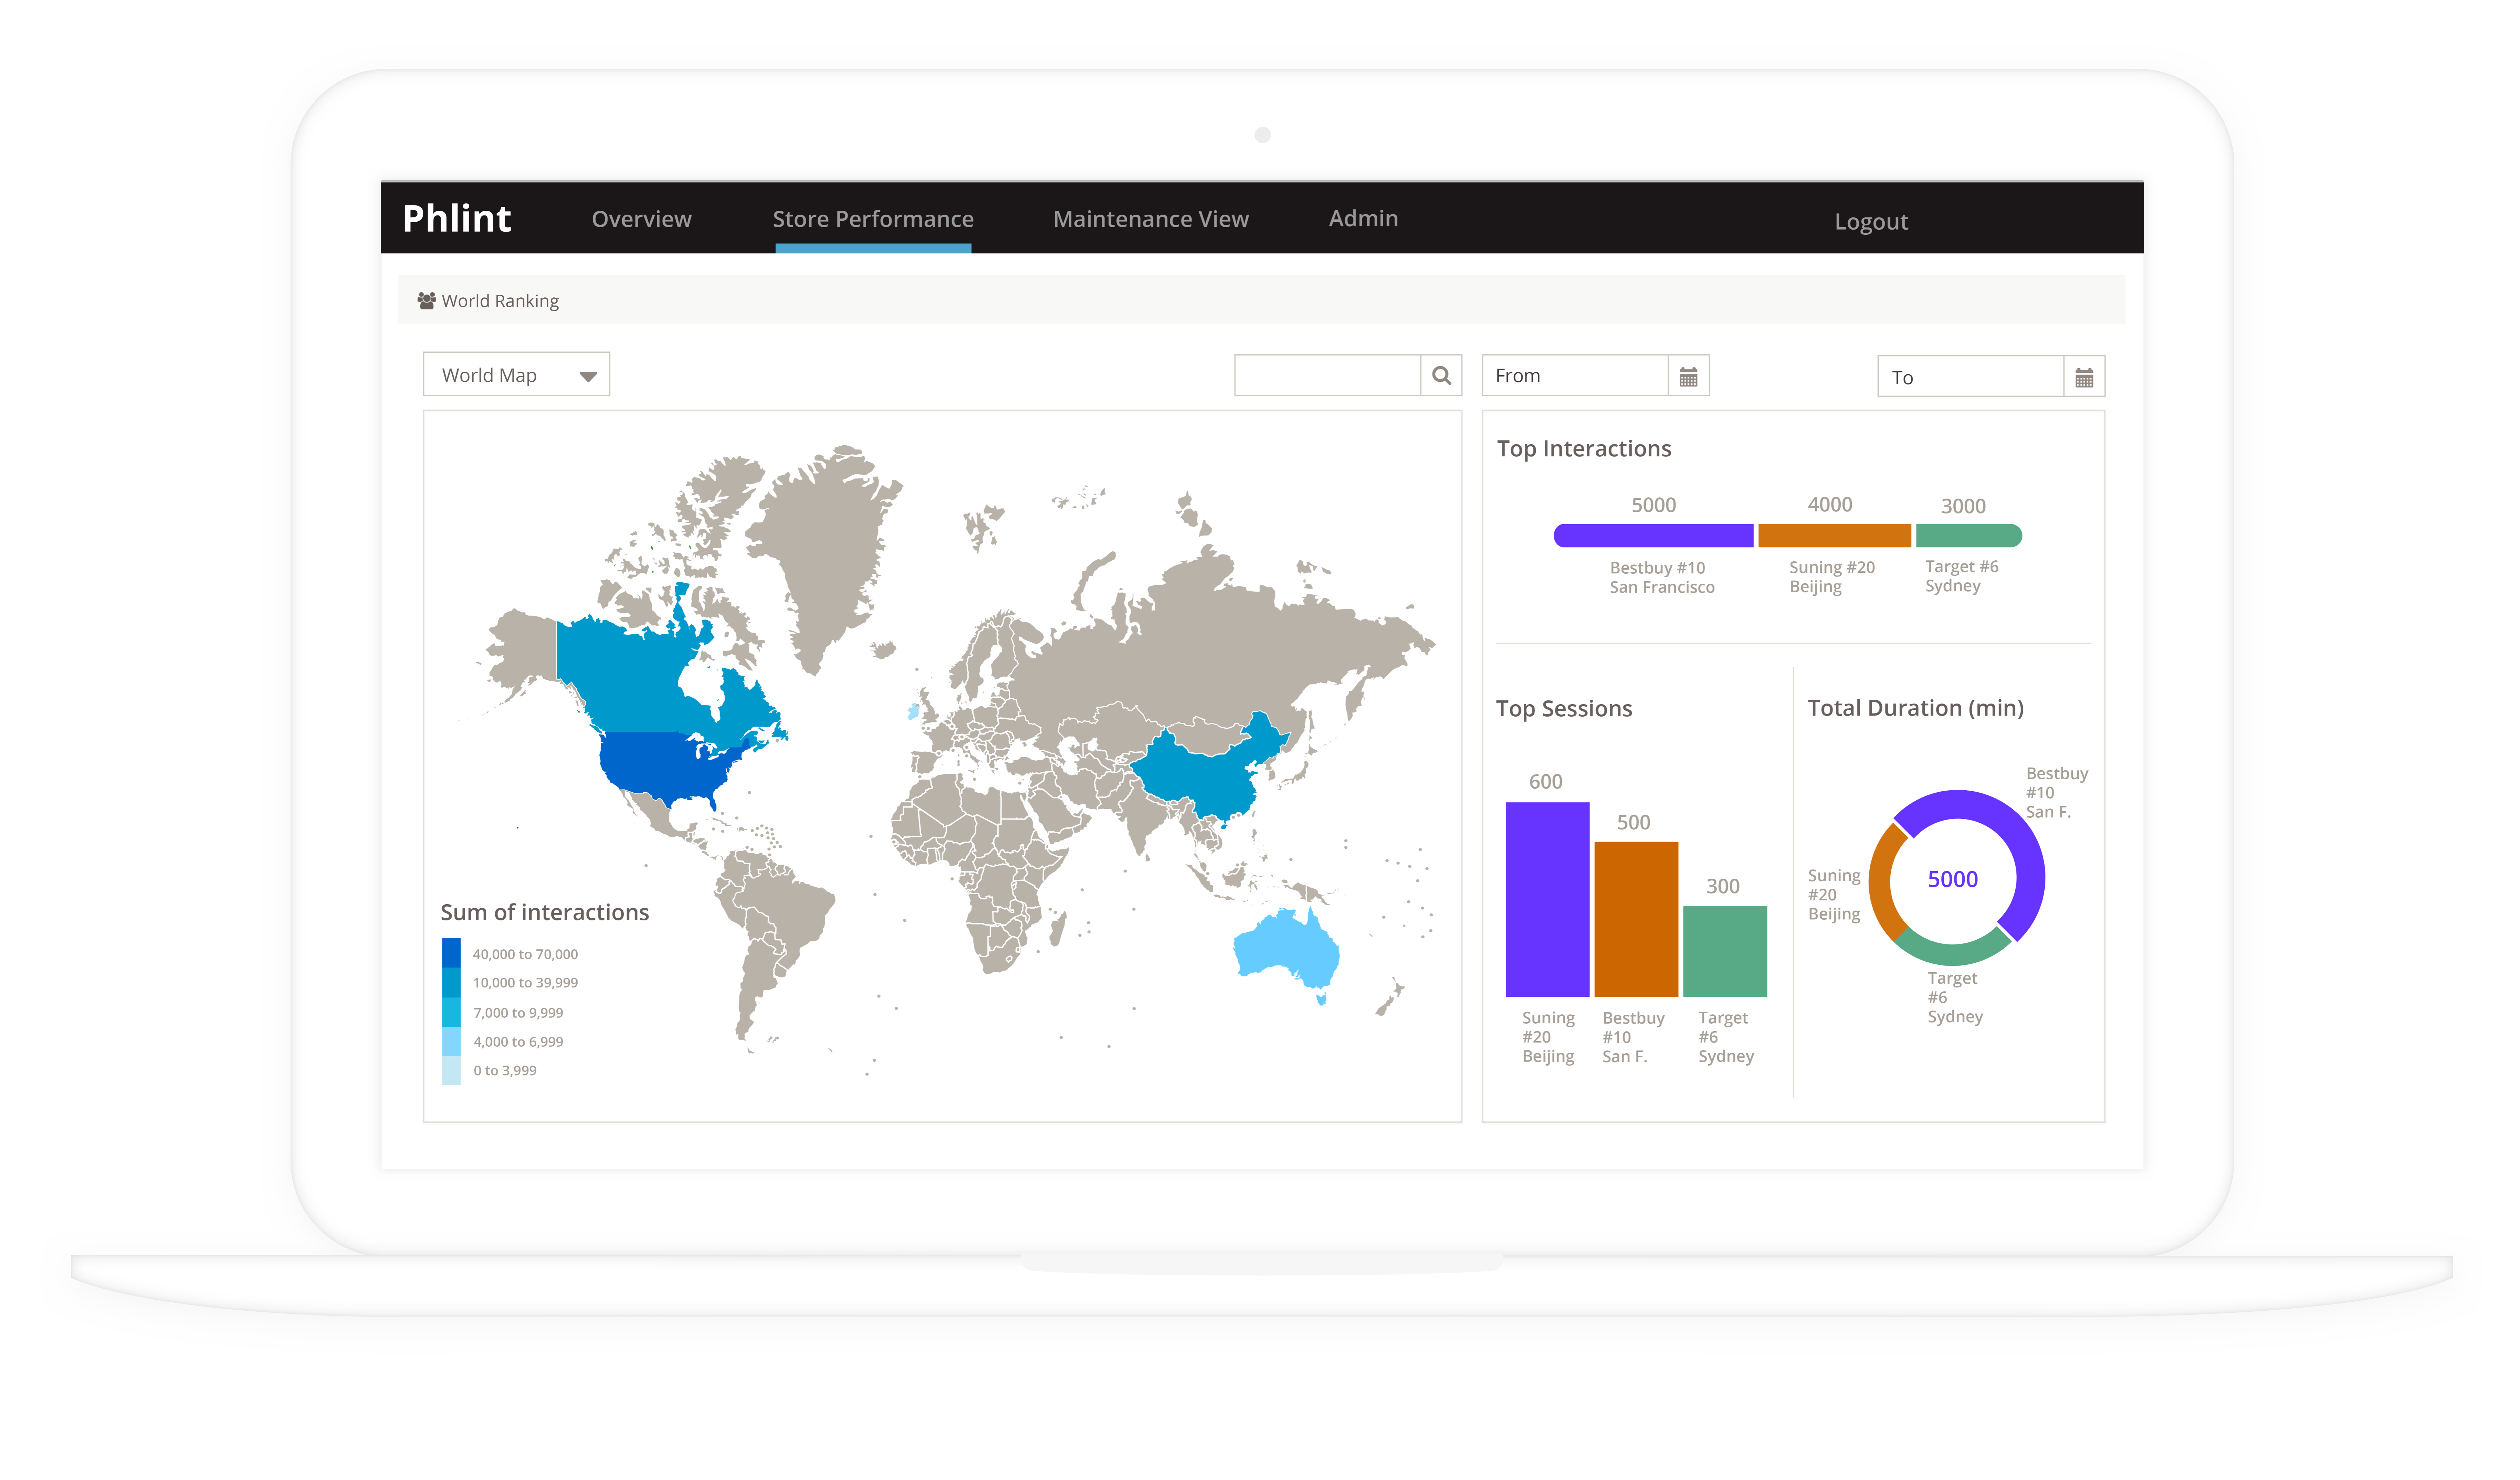 Phlint
Overview
Store Performance
Maintenance View
Admin
Logout
World Ranking
World Map
From
To
Sum of interactions
40,000 to 70,000
10,000 to 39,999
7,000 to 9,999
4,000 to 6,999
0 to 3,999
Top Interactions
5000
4000
3000
Bestbuy #10
San Francisco
Suning #20
Beijing
Target #6
Sydney
Top Sessions
600
500
300
Suning
#20
Beijing
Bestbuy
#10
San F.
Target
#6
Sydney
Total Duration (min)
Bestbuy
#10
San F.
Suning
#20
Beijing
5000
Target
#6
Sydney